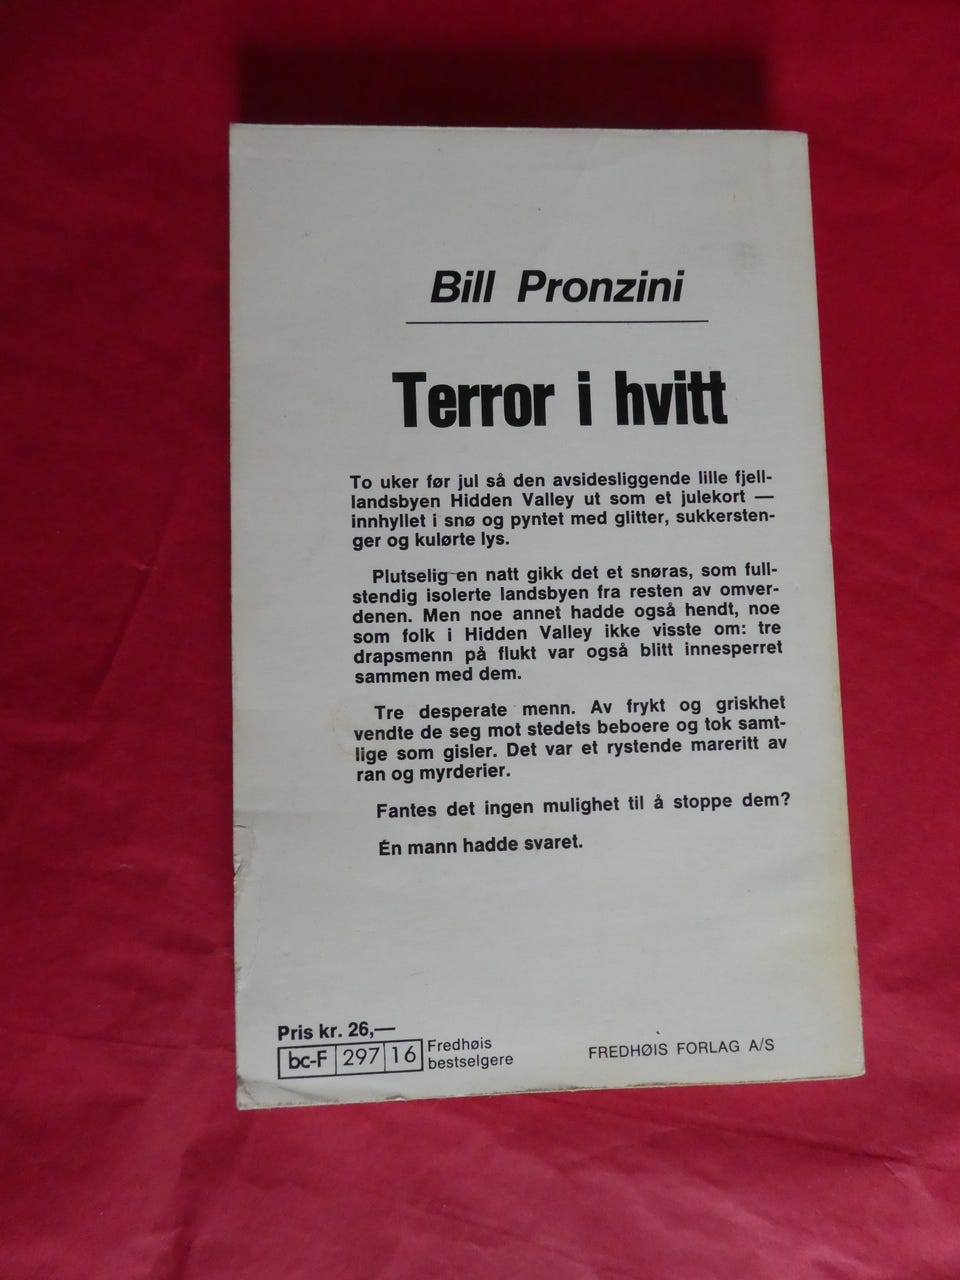 Bill Pronzini
Terror i hvitt
To uker før jul så den avsidesliggende lille fjell-
landsbyen Hidden Valley ut som et julekort —
innhyllet i snø og pyntet med glitter, sukkersten-
ger og kulørte lys.
Plutselig en natt gikk det et snøras, som full-
stendig isolerte landsbyen fra resten av omver-
denen. Men noe annet hadde også hendt, noe
som folk i Hidden Valley ikke visste om: tre
drapsmenn på flukt var også blitt innesperret
sammen med dem.
Tre desperate menn. Av frykt og griskhet
vendte de seg mot stedets beboere og tok samt-
lige som gisler. Det var et rystende mareritt av
ran og myrderier.
Fantes det ingen mulighet til å stoppe dem?
Én mann hadde svaret.
Pris kr. 26,—
bc-F 297 16
Fredhøis
bestselgere
FREDHØIS FORLAG A/S